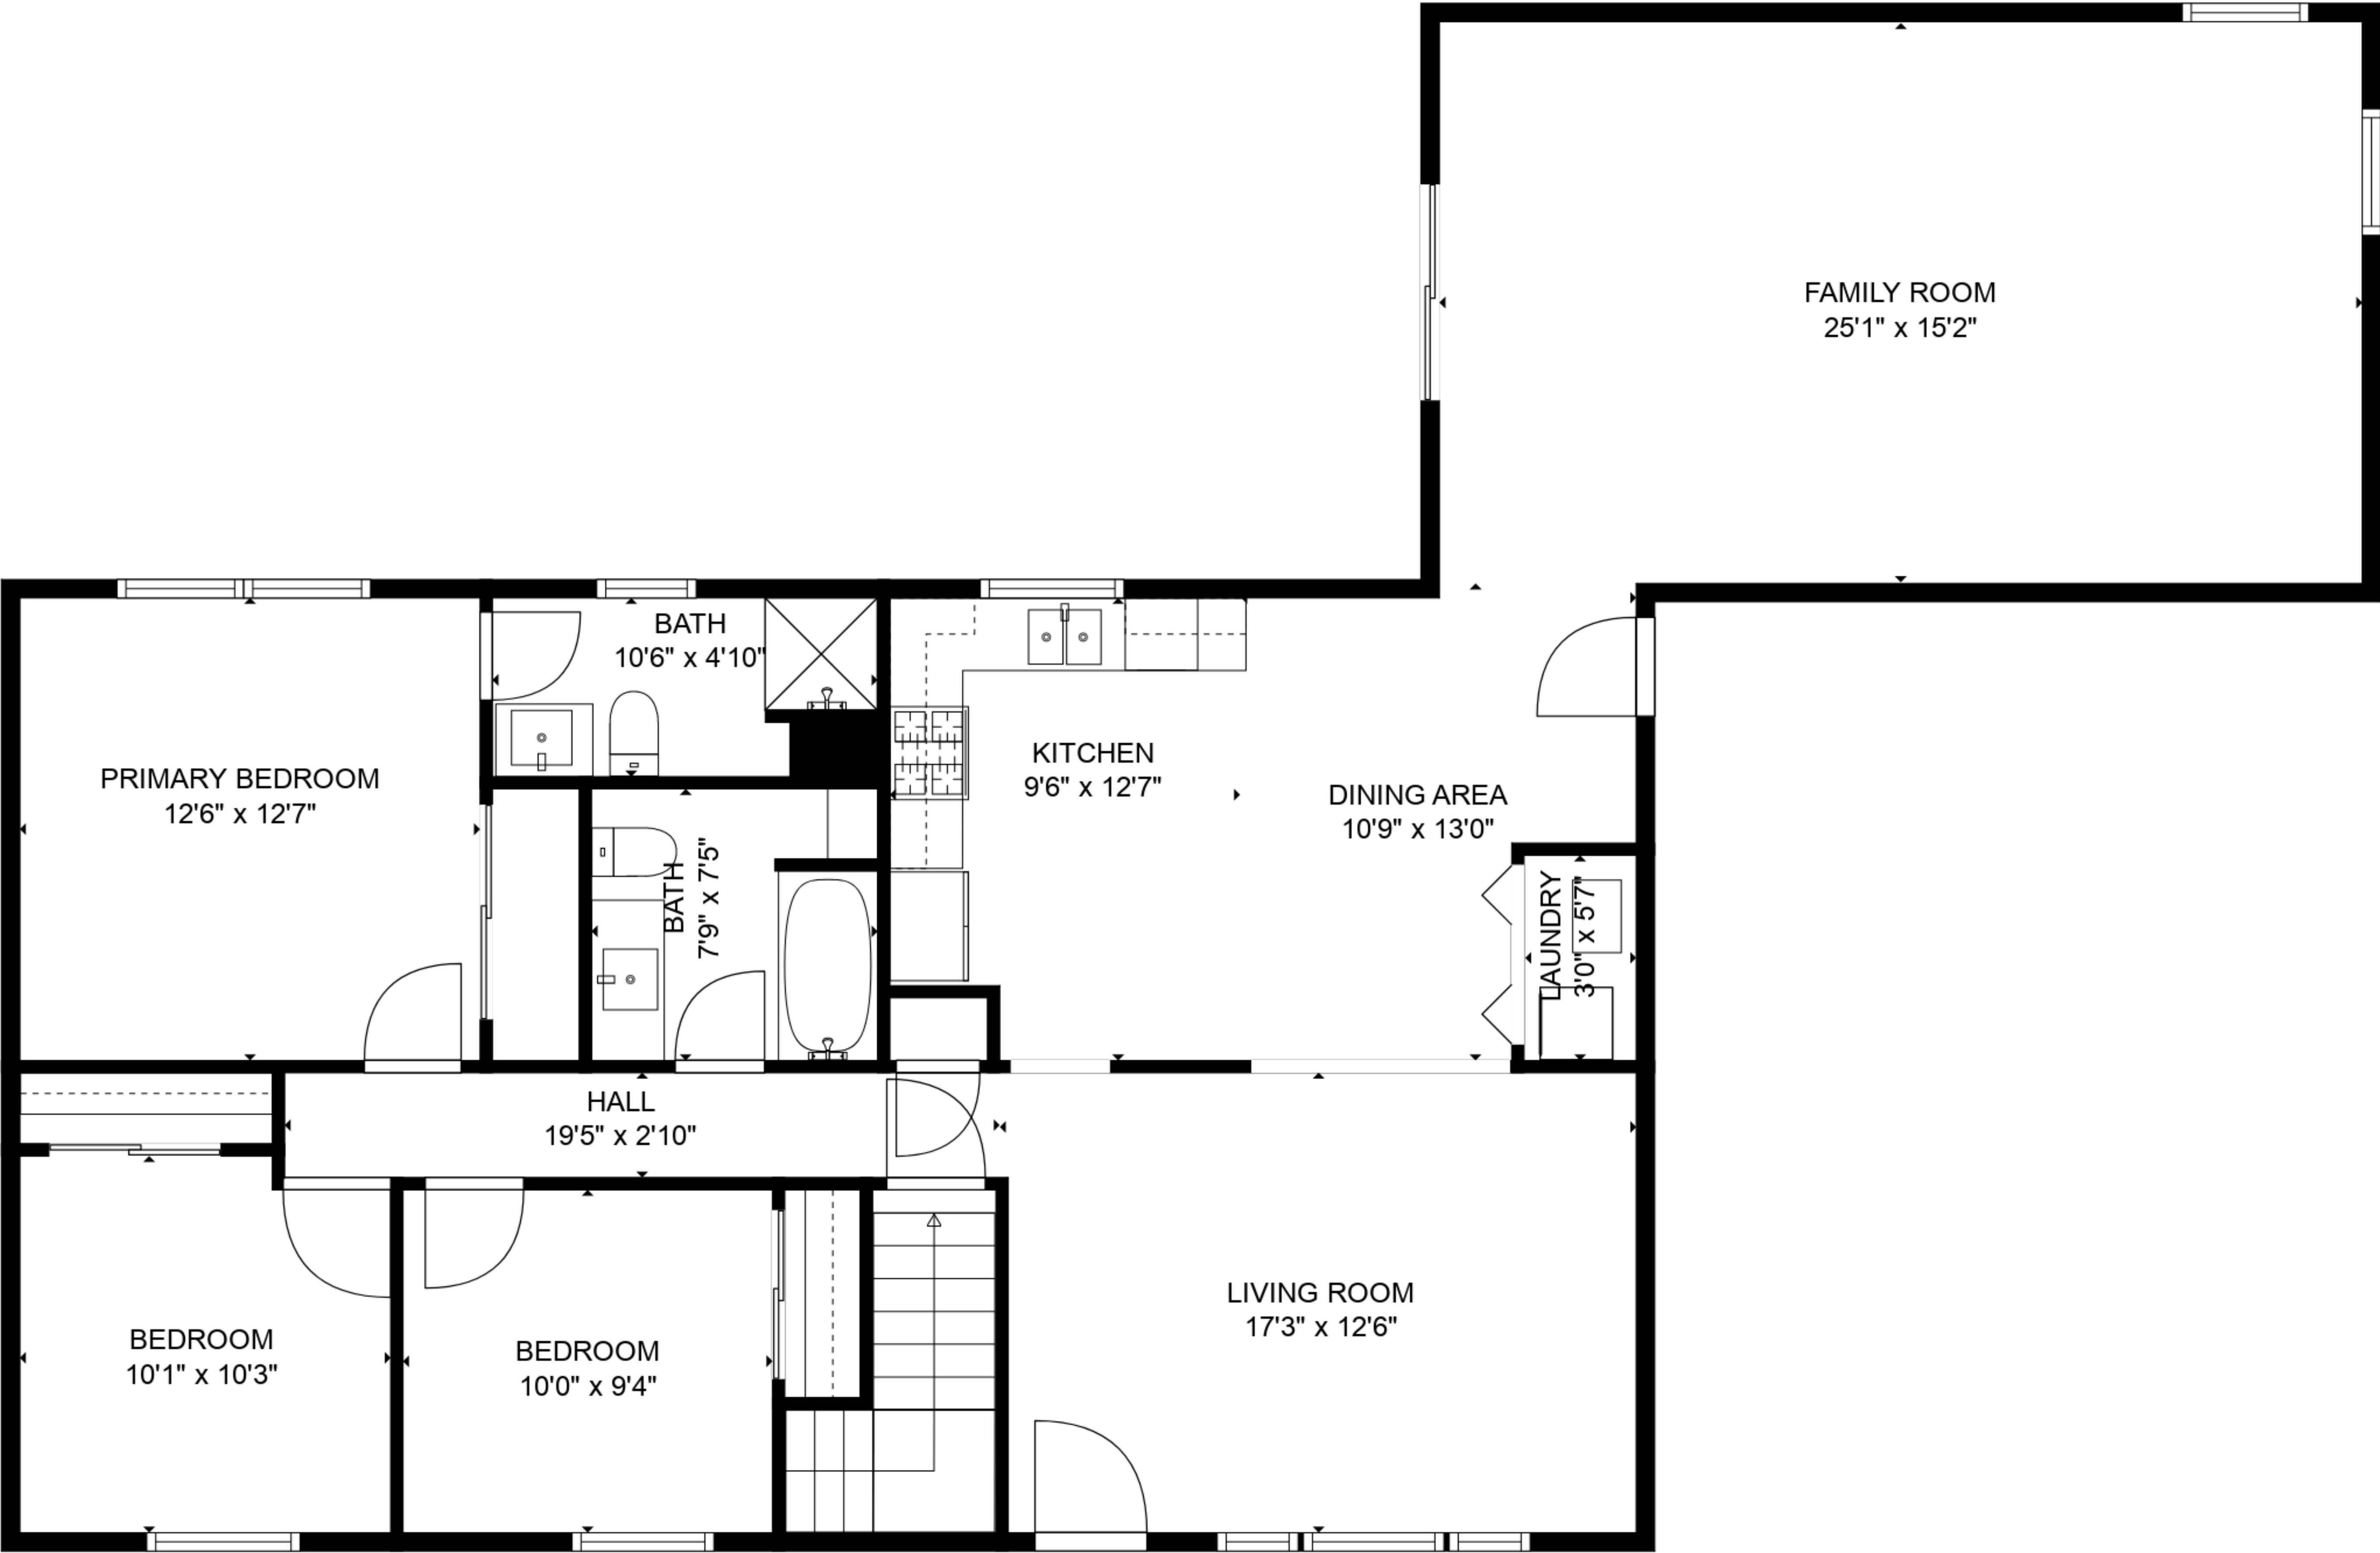 FAMILY ROOM
25'1" x 15'2"
BATH
10'6" x 4'10"
PRIMARY BEDROOM
12'6" x 12'7"
KITCHEN
9'6" x 12'7"
DINING AREA
10'9" x 13'0"
BATH
7'9" x 7'5"
LAUNDRY
3'0" x 5'7"
HALL
19'5" x 2'10"
LIVING ROOM
17'3" x 12'6"
BEDROOM
10'1" x 10'3"
BEDROOM
10'0" x 9'4"